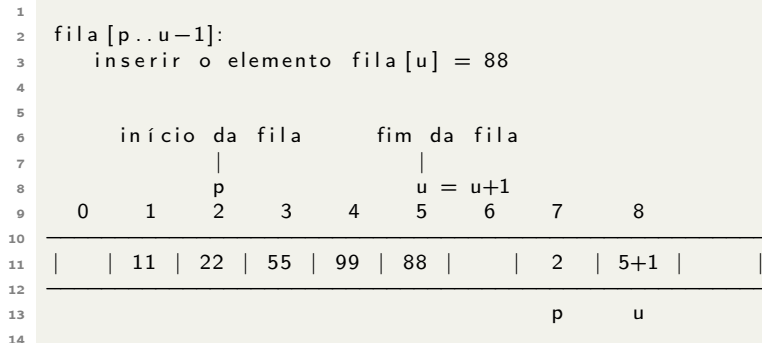 1
2 fila[p..u-1]:
3 inserir o elemento fila[u] = 88
4
5
6 início da fila fim da fila
7 | |
8 p u = u+1
9 0 1 2 3 4 5 6 7 8
10
11 | | 11 | 22 | 55 | 99 | 88 | | 2 | 5+1 | |
12
13 p u
14